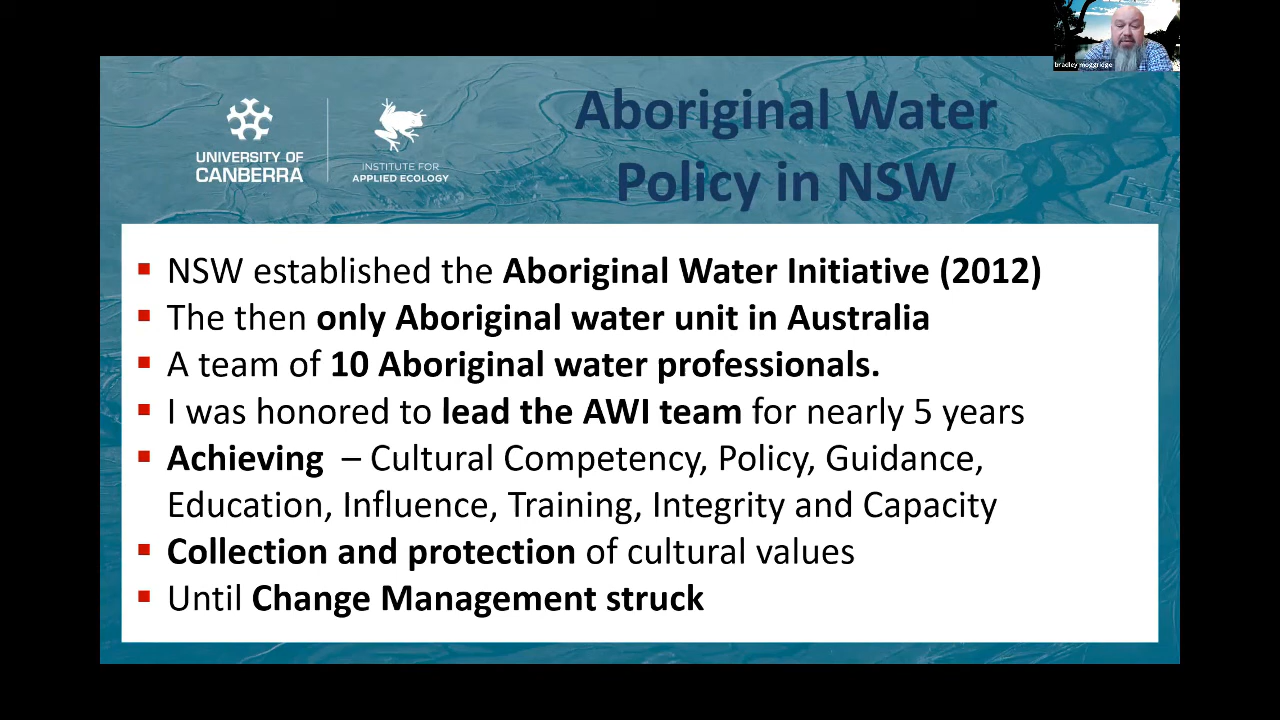 bradley moggridge
UNIVERSITY OF
CANBERRA
INSTITUTE FOR
APPLIED ECOLOGY
Aboriginal Water
Policy in NSW
NSW established the Aboriginal Water Initiative (2012)
The then only Aboriginal water unit in Australia
A team of 10 Aboriginal water professionals.
I was honored to lead the AWI team for nearly 5 years
Achieving – Cultural Competency, Policy, Guidance,
Education, Influence, Training, Integrity and Capacity
Collection and protection of cultural values
Until Change Management struck